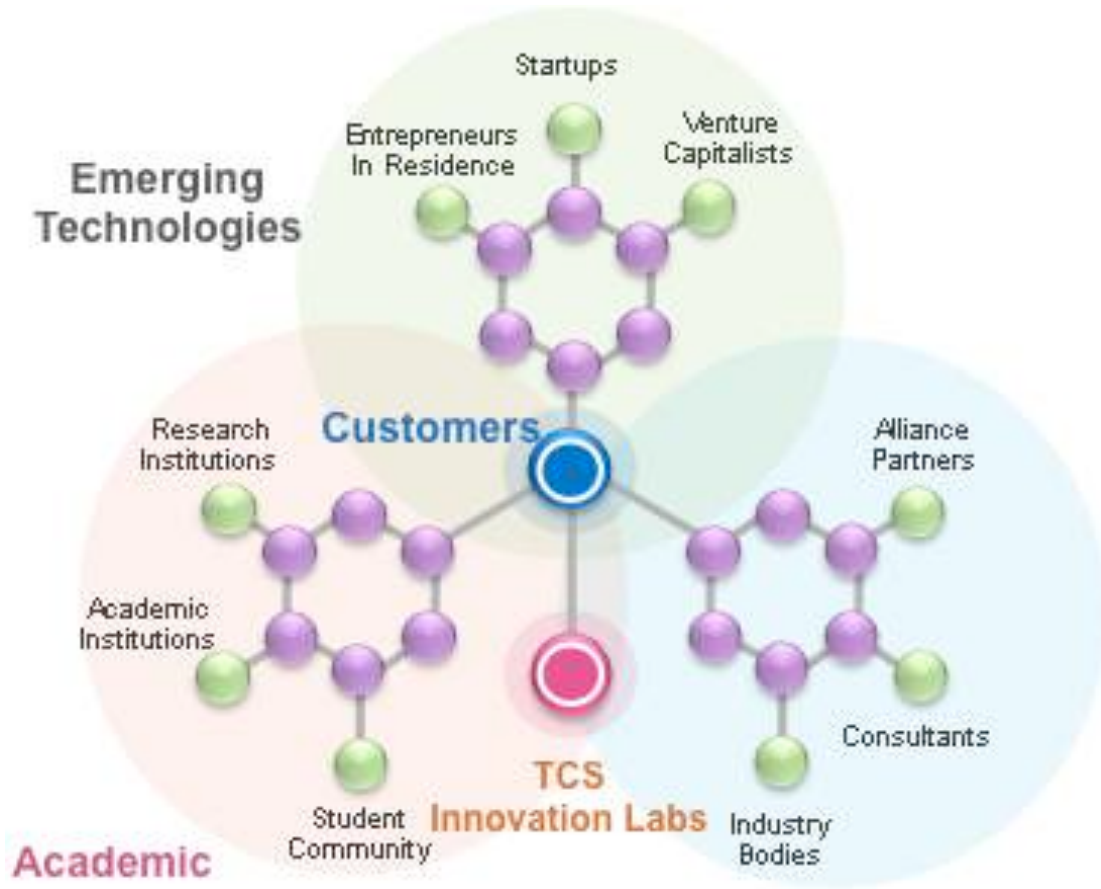 Startups
Entrepreneurs
In Residence
Venture
Capitalists
Emerging
Technologies
Customers
Research
Institutions
Alliance
Partners
Academic
Institutions
Consultants
TCS
Innovation Labs
Student
Community
Industry
Bodies
Academic